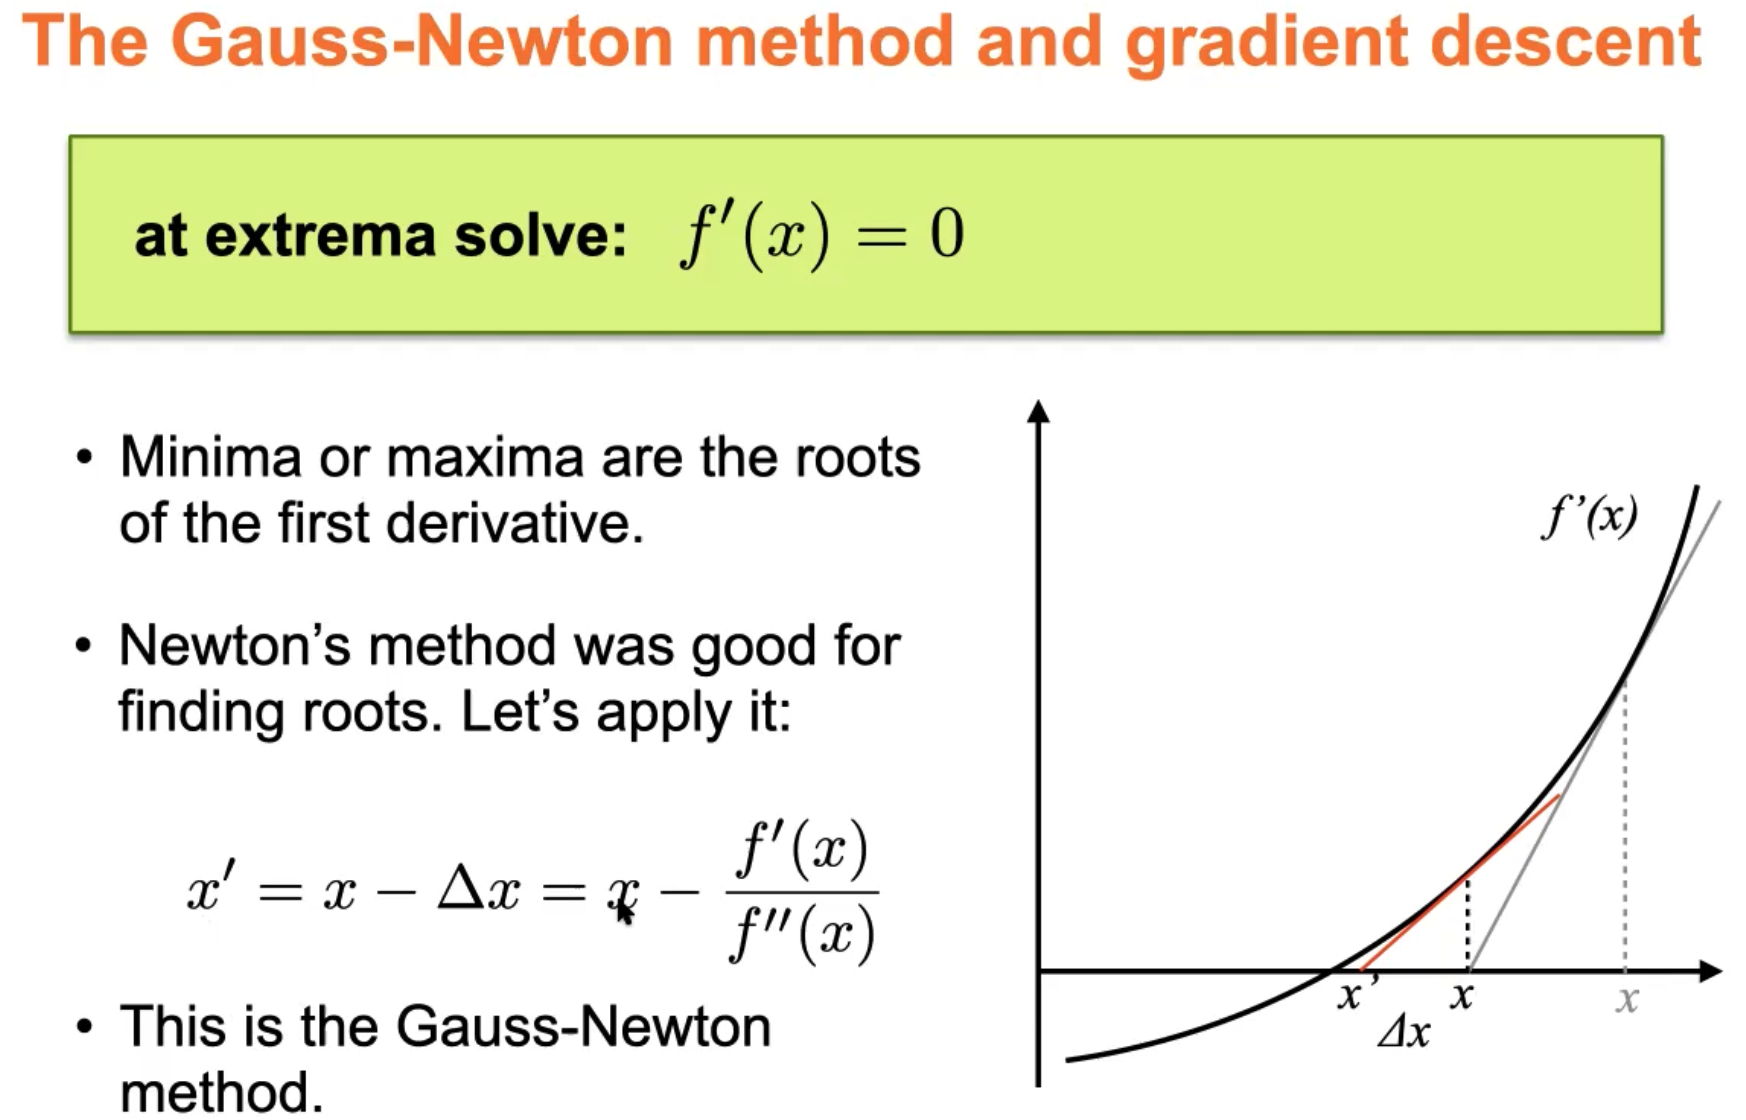 The Gauss-Newton method and gradient descent
at extrema solve: f′(x) = 0
• Minima or maxima are the roots
of the first derivative.
• Newton’s method was good for
finding roots. Let’s apply it:
x′ = x − Δx = x − f′(x) / f′′(x)
• This is the Gauss-Newton
method.
f’(x)
x’ x x
Δx